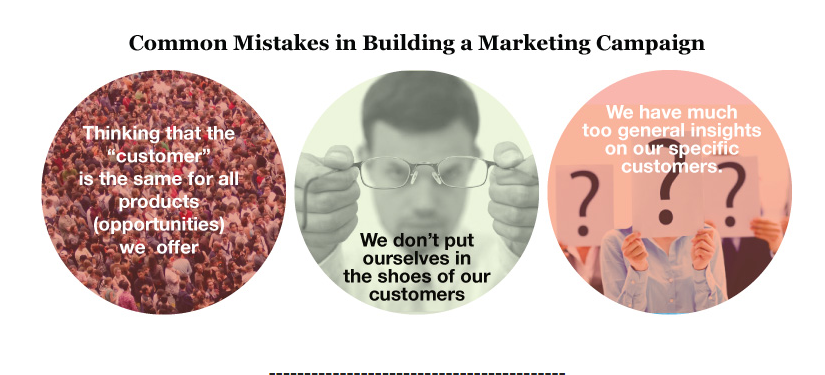 Common Mistakes in Building a Marketing Campaign
Thinking that the
“customer”
is the same for all
products
(opportunities)
we offer
We don’t put
ourselves in
the shoes of our
customers
We have much
too general insights
on our specific
customers.
? ? ?
------------------------------------------